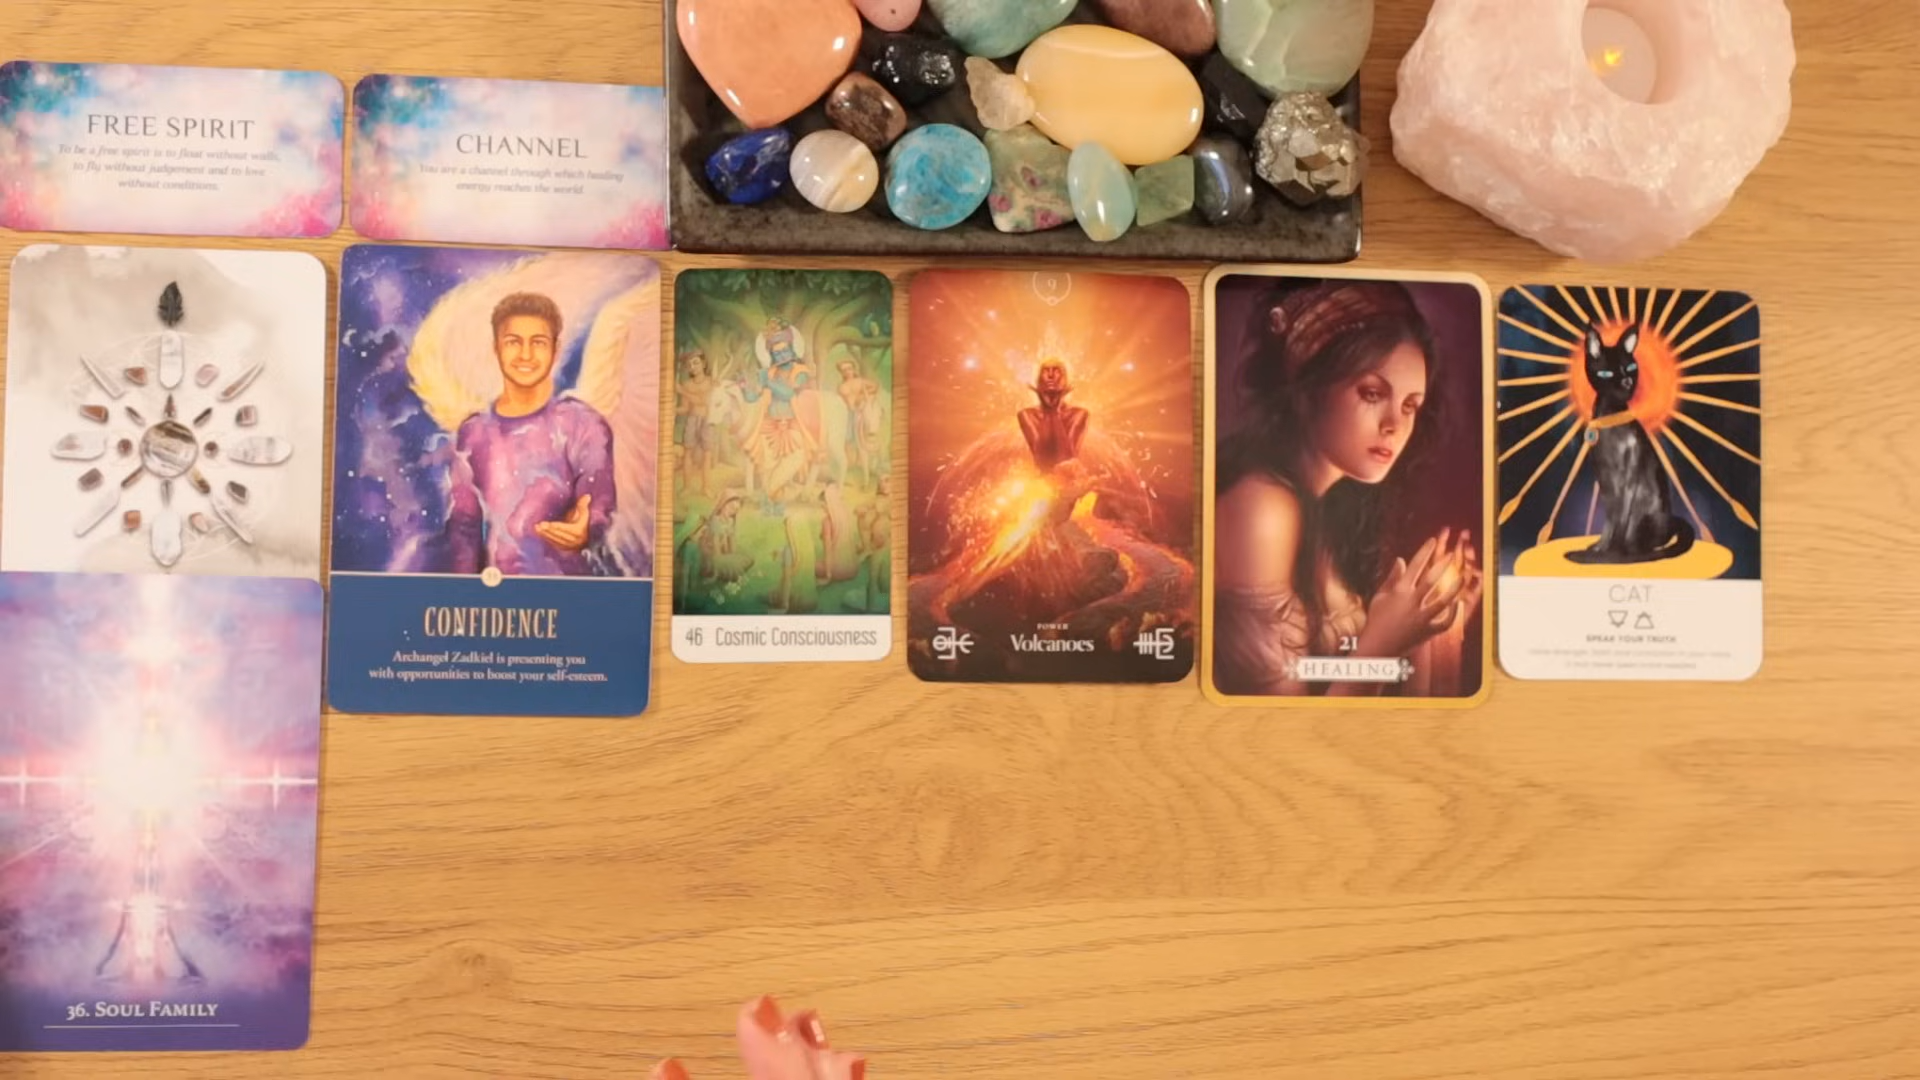 FREE SPIRIT
To be a free spirit is to float without walls,
to fly without judgement and to love
without conditions.
CHANNEL
You are a channel through which healing
energy reaches the world.
CONFIDENCE
Archangel Zadkiel is presenting you
with opportunities to boost your self-esteem.
46 Cosmic Consciousness
9
POWER
Volcanoes
21
HEALING
CAT
SPEAK YOUR TRUTH
36. SOUL FAMILY